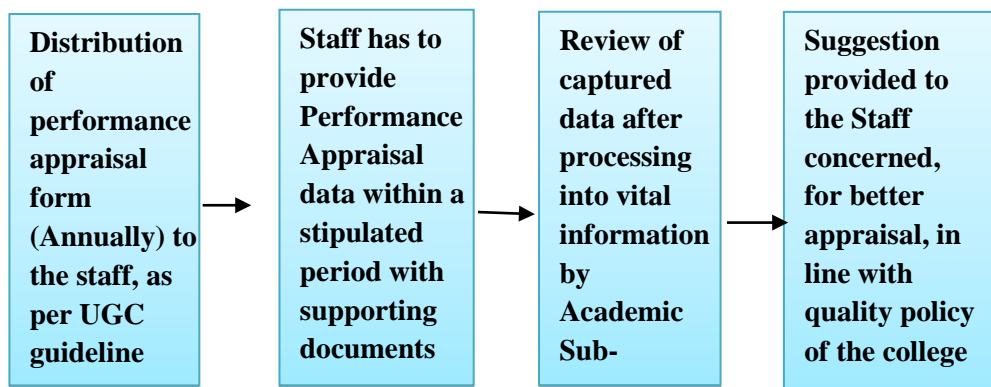 Distribution
of
performance
appraisal
form
(Annually) to
the staff, as
per UGC
guideline
Staff has to
provide
Performance
Appraisal
data within a
stipulated
period with
supporting
documents
Review of
captured
data after
processing
into vital
information
by
Academic
Sub-
Suggestion
provided to
the Staff
concerned,
for better
appraisal, in
line with
quality policy
of the college